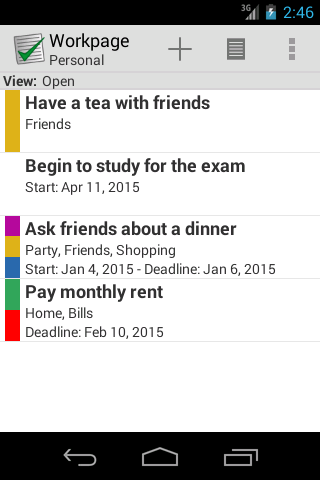 3G 2:46
Workpage
Personal
View: Open
Have a tea with friends
Friends
Begin to study for the exam
Start: Apr 11, 2015
Ask friends about a dinner
Party, Friends, Shopping
Start: Jan 4, 2015 - Deadline: Jan 6, 2015
Pay monthly rent
Home, Bills
Deadline: Feb 10, 2015